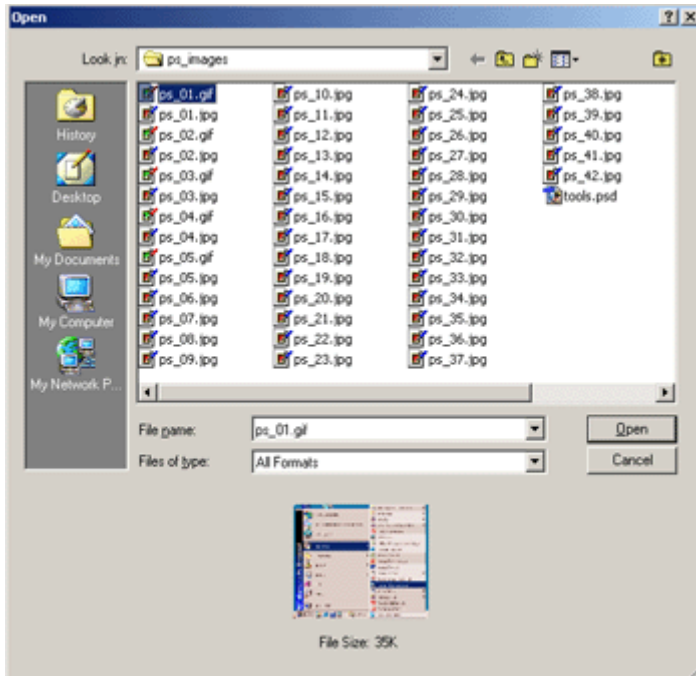 Open
Look in: ps_images
History
Desktop
My Documents
My Computer
My Network P...
ps_01.gif
ps_01.jpg
ps_02.gif
ps_02.jpg
ps_03.gif
ps_03.jpg
ps_04.gif
ps_04.jpg
ps_05.gif
ps_05.jpg
ps_06.jpg
ps_07.jpg
ps_08.jpg
ps_09.jpg
ps_10.jpg
ps_11.jpg
ps_12.jpg
ps_13.jpg
ps_14.jpg
ps_15.jpg
ps_16.jpg
ps_17.jpg
ps_18.jpg
ps_19.jpg
ps_20.jpg
ps_21.jpg
ps_22.jpg
ps_23.jpg
ps_24.jpg
ps_25.jpg
ps_26.jpg
ps_27.jpg
ps_28.jpg
ps_29.jpg
ps_30.jpg
ps_31.jpg
ps_32.jpg
ps_33.jpg
ps_34.jpg
ps_35.jpg
ps_36.jpg
ps_37.jpg
ps_38.jpg
ps_39.jpg
ps_40.jpg
ps_41.jpg
ps_42.jpg
tools.psd
File name: ps_01.gif
Open
Files of type: All Formats
Cancel
File Size: 35K